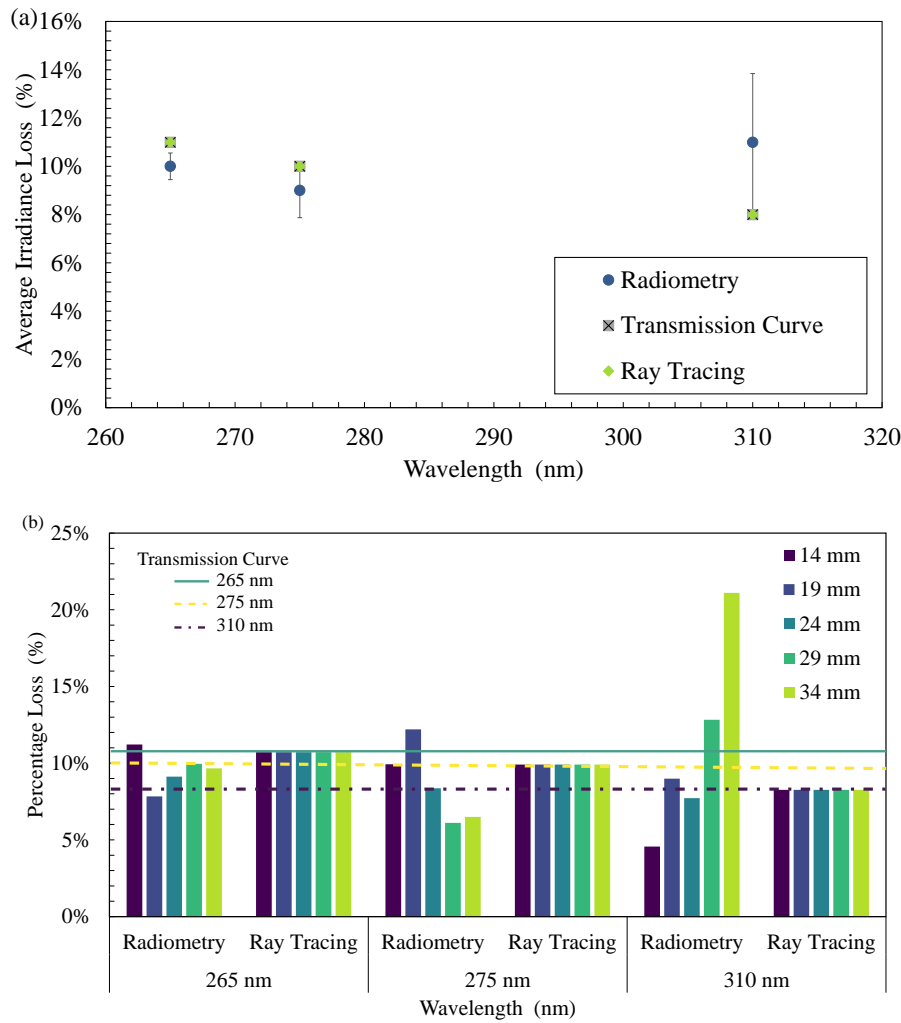 (a)
16%
14%
12%
10%
8%
6%
4%
2%
0%
Average Irradiance Loss (%)
Radiometry
Transmission Curve
Ray Tracing
260 270 280 290 300 310 320
Wavelength (nm)
(b)
25%
20%
15%
10%
5%
0%
Percentage Loss (%)
Transmission Curve
265 nm
275 nm
310 nm
14 mm
19 mm
24 mm
29 mm
34 mm
Radiometry Ray Tracing Radiometry Ray Tracing Radiometry Ray Tracing
265 nm 275 nm 310 nm
Wavelength (nm)